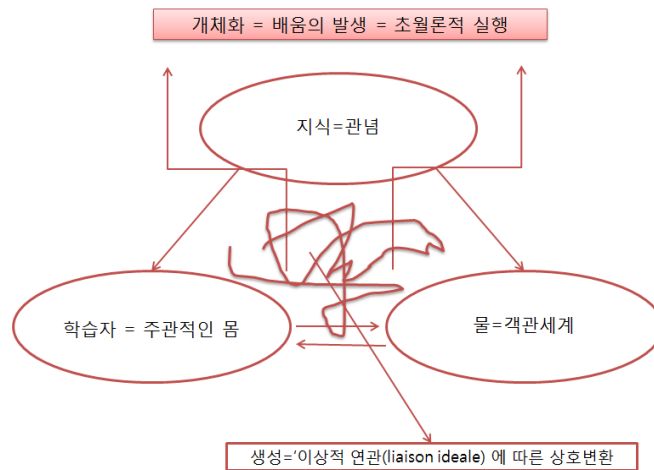 개체화 = 배움의 발생 = 초월론적 실행
지식=관념
학습자 = 주관적인 몸
물=객관세계
생성=‘이상적 연관(liaison ideale) 에 따른 상호변환